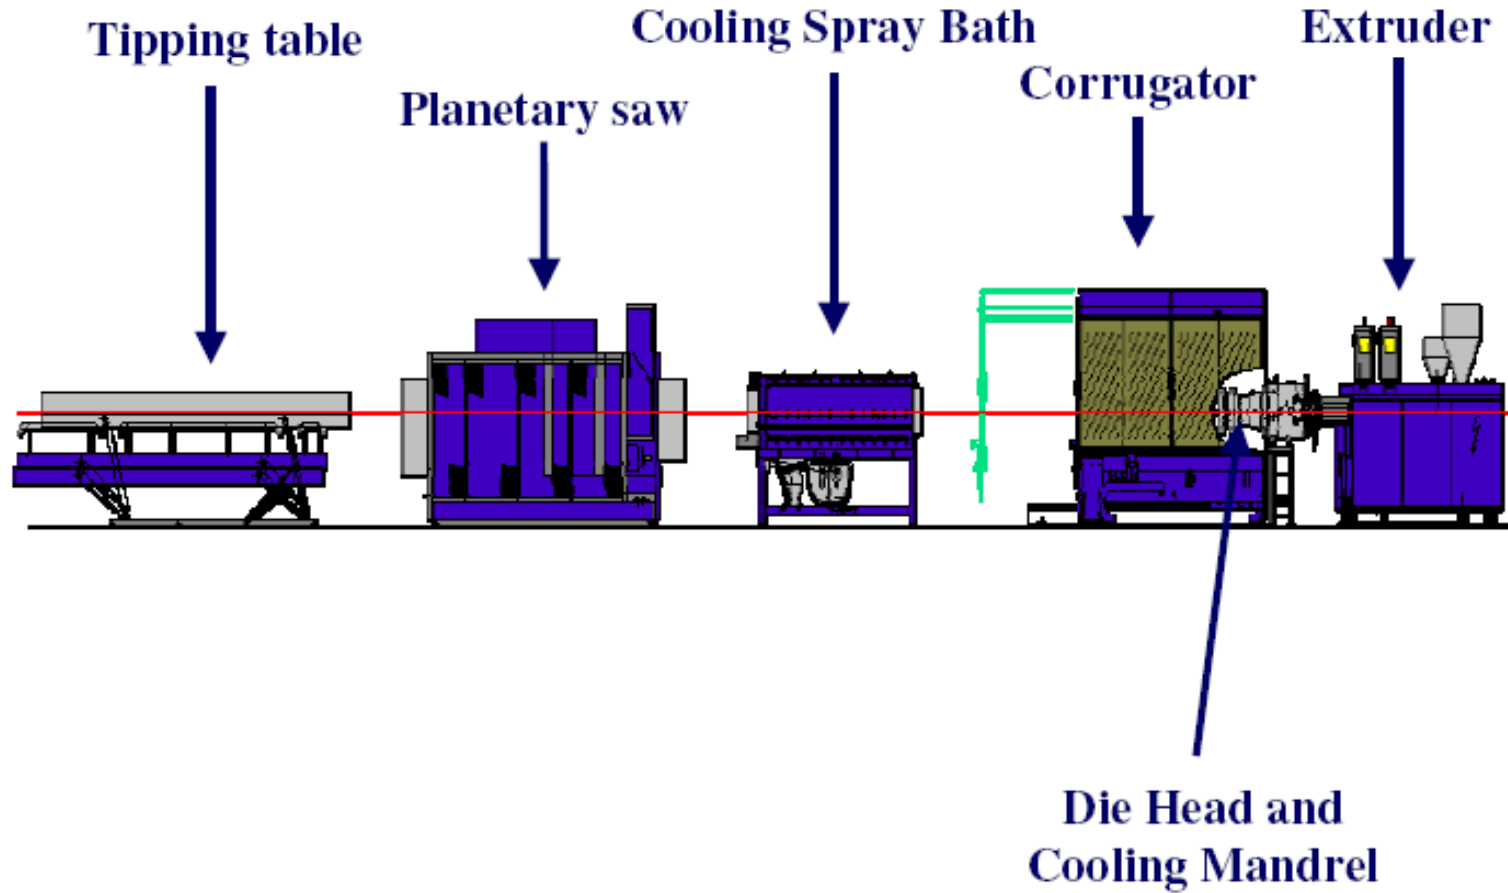 Tipping table
Planetary saw
Cooling Spray Bath
Corrugator
Extruder
Die Head and
Cooling Mandrel